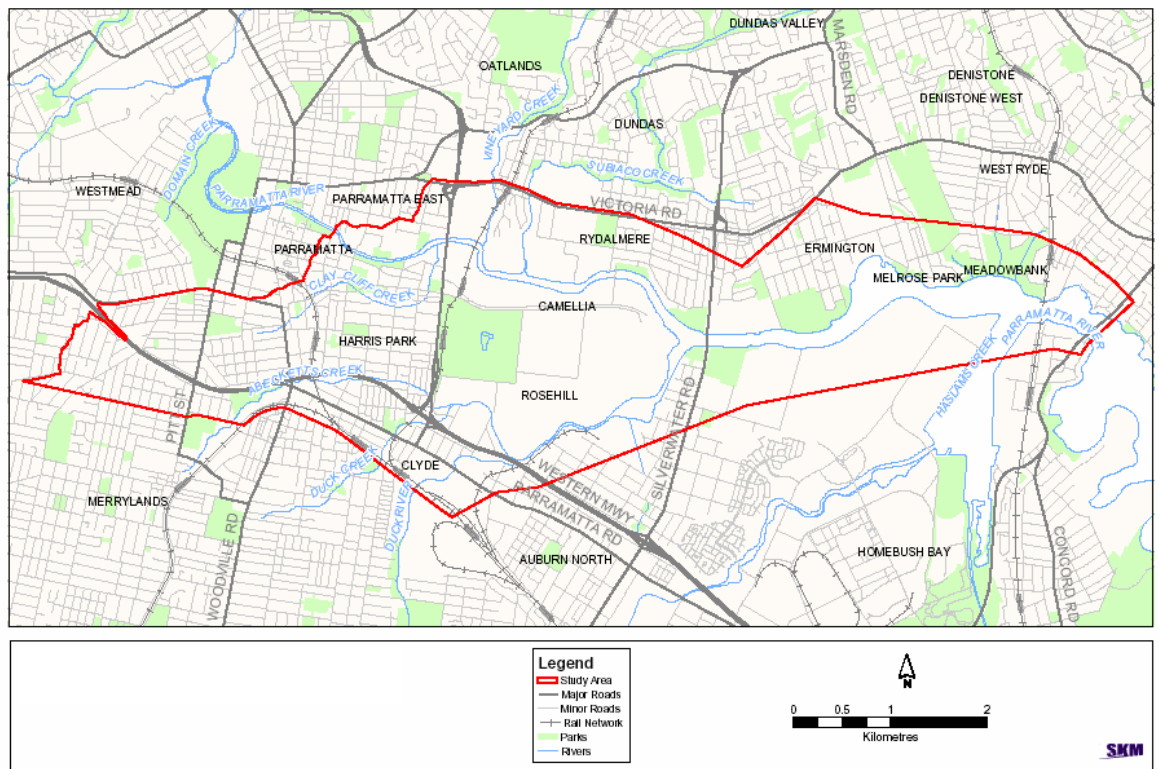 DUNDAS VALLEY
MARSDEN RD
OATLANDS
DENISTONE
DENISTONE WEST
VINEYARD CREEK
DUNDAS
DOMAIN CREEK
SUBIACO CREEK
WEST RYDE
WESTMEAD
PARRAMATTA RIVER
PARRAMATTA EAST
VICTORIA RD
RYDALMERE
PARRAMATTA
ERMINGTON
MELROSE PARK
MEADOWBANK
CLAY CLIFF CREEK
CAMELLIA
PARRAMATTA RIVER
HARRIS PARK
HASLAMS CREEK
ABECKETTS CREEK
ROSEHILL
PITT ST
SILVERWATER RD
CLYDE
DUCK CREEK
WESTERN MWY
MERRYLANDS
PARRAMATTA RD
DUCK RIVER
WOODVILLE RD
AUBURN NORTH
HOMEBUSH BAY
CONCORD RD
Legend
Study Area
Major Roads
Minor Roads
Rail Network
Parks
Rivers
N
0 0.5 1 2
Kilometres
SKM